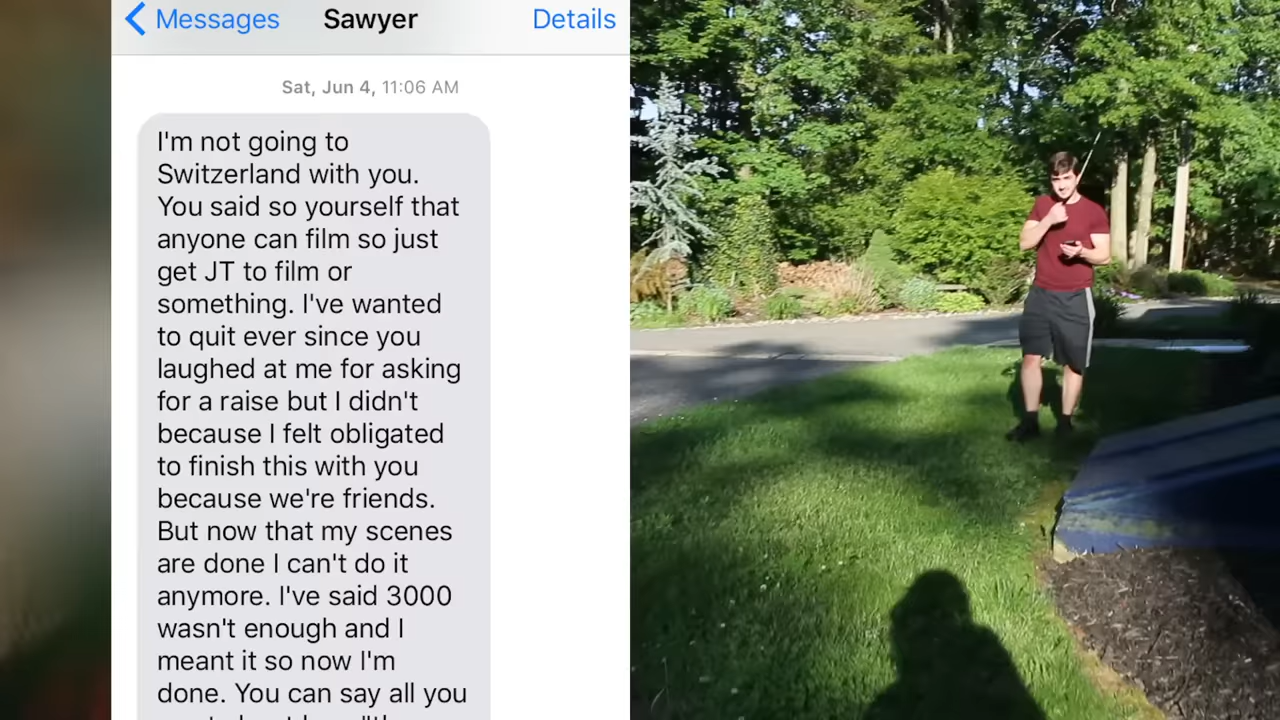 Messages
Sawyer
Details
Sat, Jun 4, 11:06 AM
I'm not going to
Switzerland with you.
You said so yourself that
anyone can film so just
get JT to film or
something. I've wanted
to quit ever since you
laughed at me for asking
for a raise but I didn't
because I felt obligated
to finish this with you
because we're friends.
But now that my scenes
are done I can't do it
anymore. I've said 3000
wasn't enough and I
meant it so now I'm
done. You can say all you